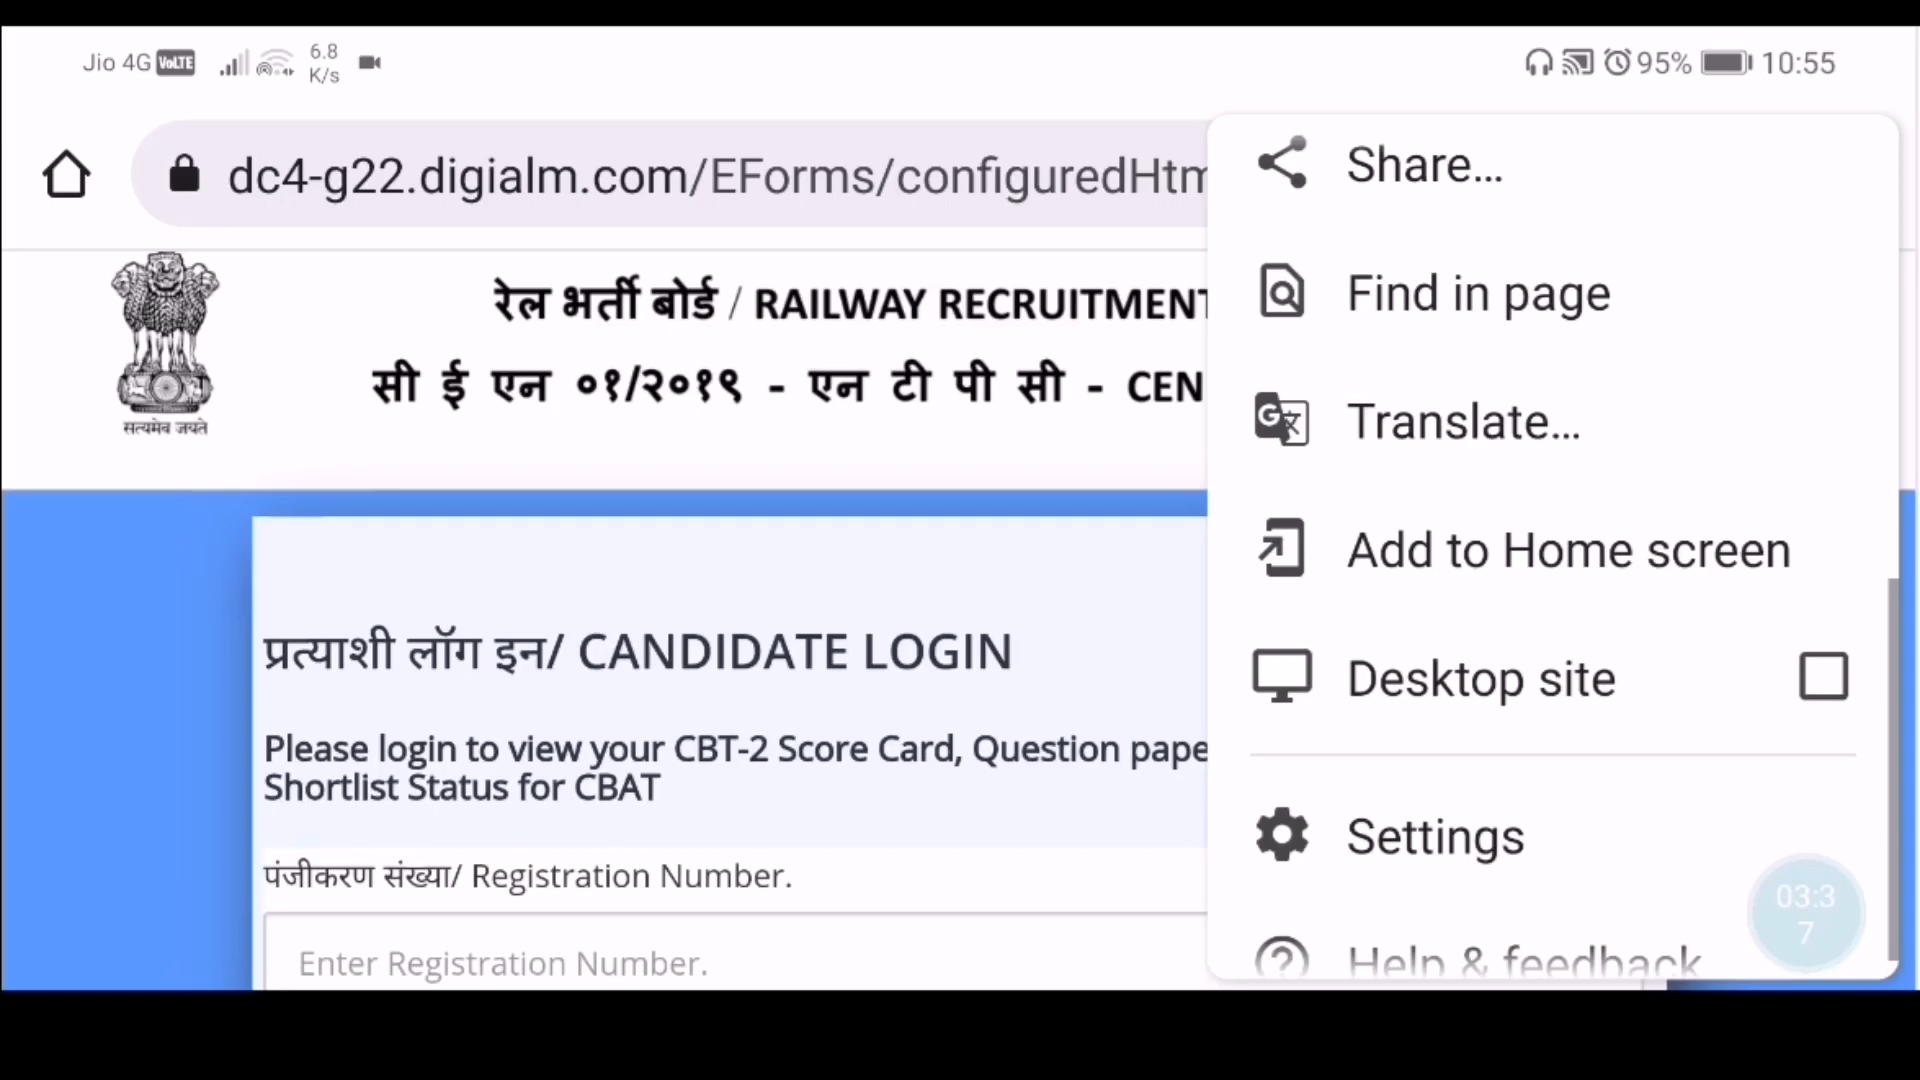 Jio 4G VoLTE 6.8 K/s 95% 10:55
dc4-g22.digialm.com/EForms/configuredHtm
रेल भर्ती बोर्ड / RAILWAY RECRUITMENT
सी ई एन ०१/२०१९ - एन टी पी सी - CEN
सत्यमेव जयते
प्रत्याशी लॉग इन/ CANDIDATE LOGIN
Please login to view your CBT-2 Score Card, Question pape
Shortlist Status for CBAT
पंजीकरण संख्या/ Registration Number.
Enter Registration Number.
Share...
Find in page
Translate...
Add to Home screen
Desktop site
Settings
Help & feedback
03:3
7